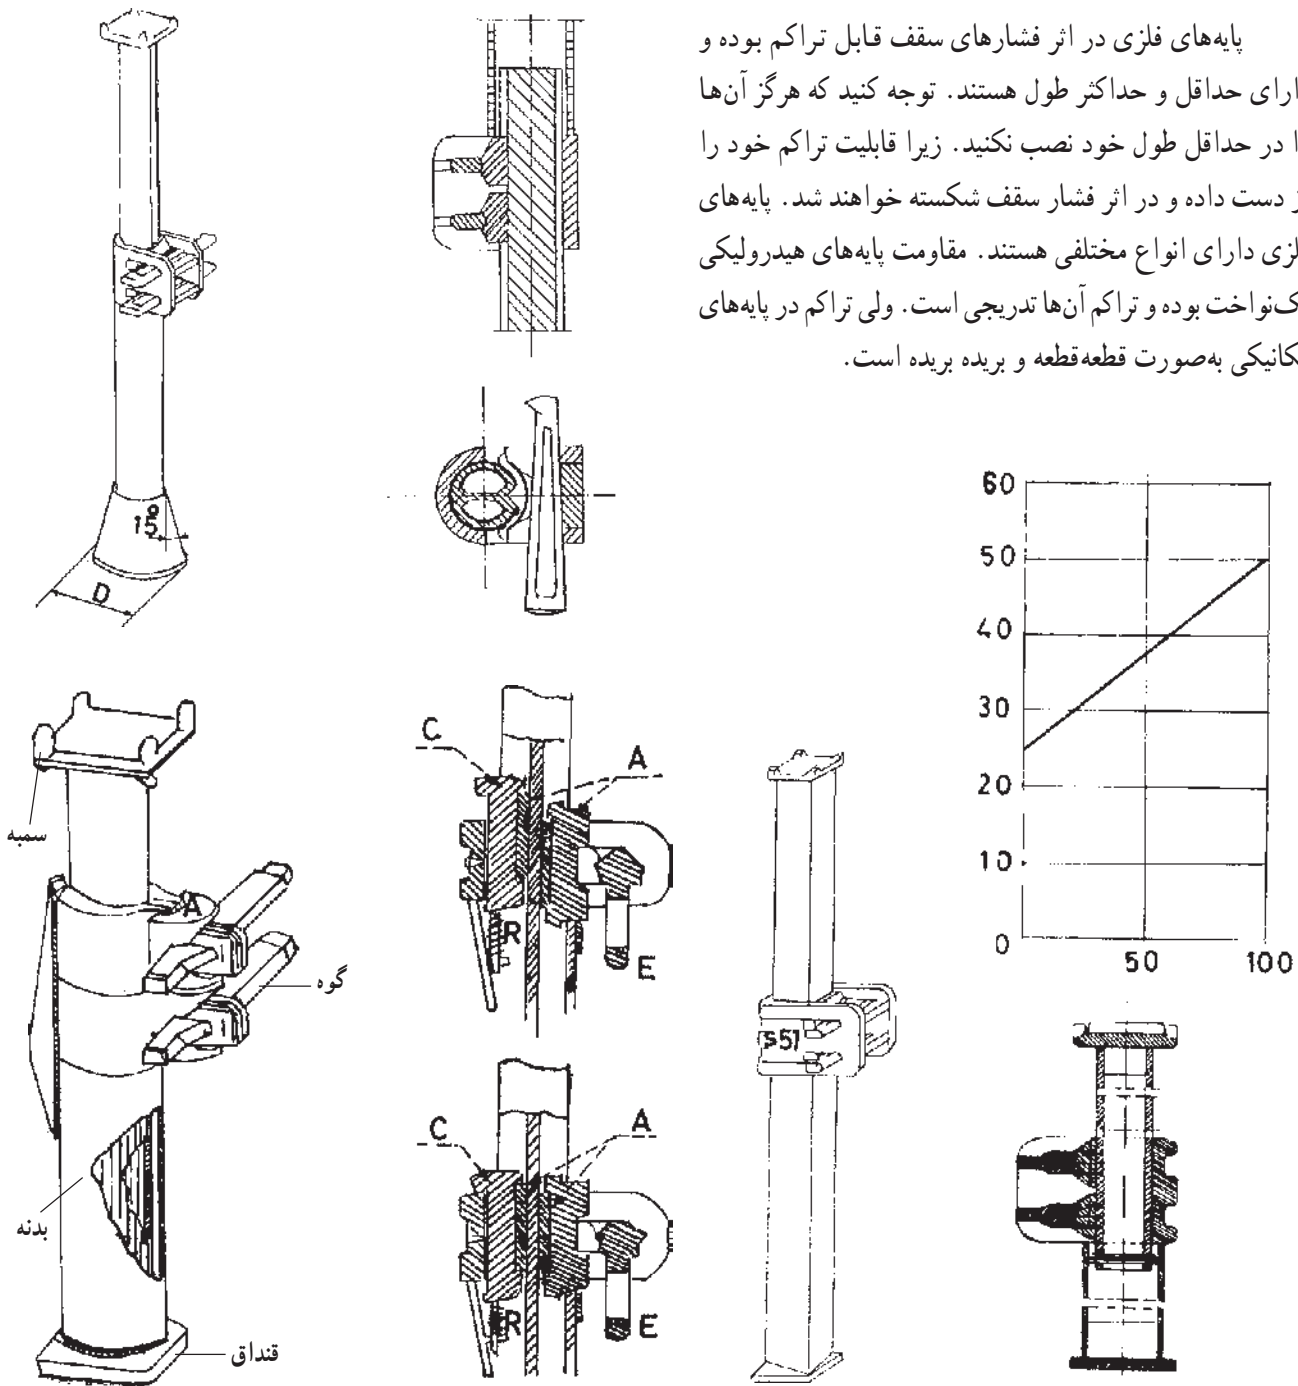 پایه‌های فلزی در اثر فشارهای سقف قابل تراکم بوده و
ارای حداقل و حداکثر طول هستند. توجه کنید که هرگز آن‌ها
ا در حداقل طول خود نصب نکنید. زیرا قابلیت تراکم خود را
ز دست داده و در اثر فشار سقف شکسته خواهند شد. پایه‌های
لزی دارای انواع مختلفی هستند. مقاومت پایه‌های هیدرولیکی
ک‌نواخت بوده و تراکم آن‌ها تدریجی است. ولی تراکم در پایه‌های
کانیکی به‌صورت قطعه‌قطعه و بریده بریده است.
15°
D
60
50
40
30
20
10
0
50
100
سمبه
A
گوه
بدنه
قنداق
C
A
R
E
C
A
R
E
S51